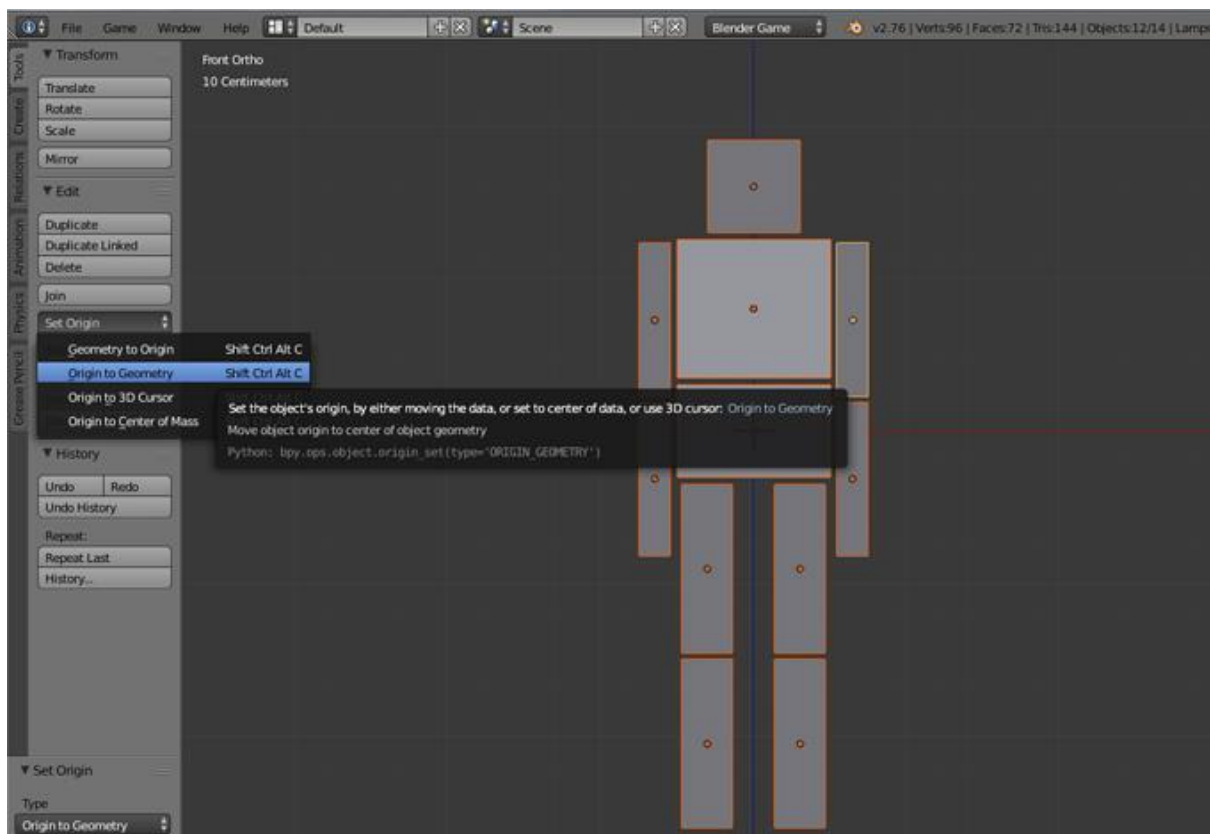 File Game Window Help Default Scene Blender Game v2.76 | Verts:96 | Faces:72 | Tris:144 | Objects:12/14 |
Tools
Create
Relations
Animation
Physics
Grease Pencil
Transform
Translate
Rotate
Scale
Mirror
Edit
Duplicate
Duplicate Linked
Delete
Join
Set Origin
Geometry to Origin Shift Ctrl Alt C
Origin to Geometry Shift Ctrl Alt C
Origin to 3D Cursor
Origin to Center of Mass
Set the object's origin, by either moving the data, or set to center of data, or use 3D cursor: Origin to Geometry
Move object origin to center of object geometry
Python: bpy.ops.object.origin_set(type='ORIGIN_GEOMETRY')
History
Undo Redo
Undo History
Repeat:
Repeat Last
History...
Set Origin
Type
Origin to Geometry
Front Ortho
10 Centimeters